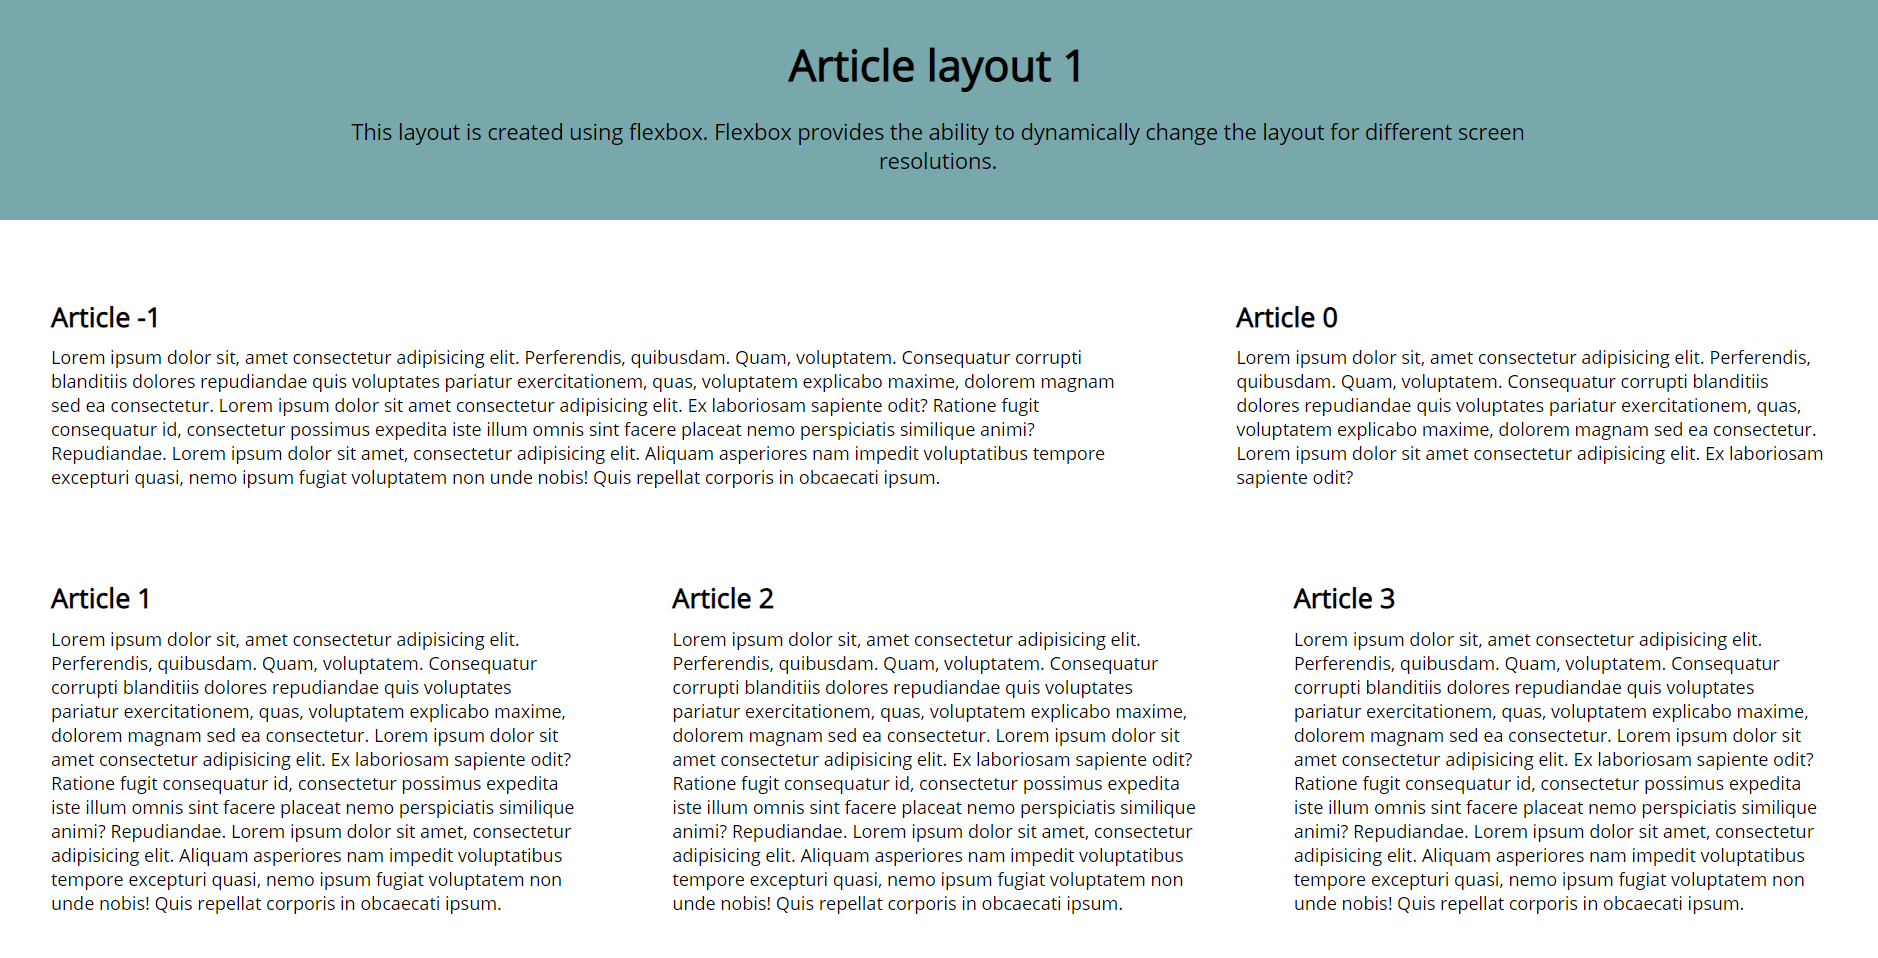 Article layout 1
This layout is created using flexbox. Flexbox provides the ability to dynamically change the layout for different screen
resolutions.
Article -1
Lorem ipsum dolor sit, amet consectetur adipisicing elit. Perferendis, quibusdam. Quam, voluptatem. Consequatur corrupti
blanditiis dolores repudiandae quis voluptates pariatur exercitationem, quas, voluptatem explicabo maxime, dolorem magnam
sed ea consectetur. Lorem ipsum dolor sit amet consectetur adipisicing elit. Ex laboriosam sapiente odit? Ratione fugit
consequatur id, consectetur possimus expedita iste illum omnis sint facere placeat nemo perspiciatis similique animi?
Repudiandae. Lorem ipsum dolor sit amet, consectetur adipisicing elit. Aliquam asperiores nam impedit voluptatibus tempore
excepturi quasi, nemo ipsum fugiat voluptatem non unde nobis! Quis repellat corporis in obcaecati ipsum.
Article 0
Lorem ipsum dolor sit, amet consectetur adipisicing elit. Perferendis,
quibusdam. Quam, voluptatem. Consequatur corrupti blanditiis
dolores repudiandae quis voluptates pariatur exercitationem, quas,
voluptatem explicabo maxime, dolorem magnam sed ea consectetur.
Lorem ipsum dolor sit amet consectetur adipisicing elit. Ex laboriosam
sapiente odit?
Article 1
Lorem ipsum dolor sit, amet consectetur adipisicing elit.
Perferendis, quibusdam. Quam, voluptatem. Consequatur
corrupti blanditiis dolores repudiandae quis voluptates
pariatur exercitationem, quas, voluptatem explicabo maxime,
dolorem magnam sed ea consectetur. Lorem ipsum dolor sit
amet consectetur adipisicing elit. Ex laboriosam sapiente odit?
Ratione fugit consequatur id, consectetur possimus expedita
iste illum omnis sint facere placeat nemo perspiciatis similique
animi? Repudiandae. Lorem ipsum dolor sit amet, consectetur
adipisicing elit. Aliquam asperiores nam impedit voluptatibus
tempore excepturi quasi, nemo ipsum fugiat voluptatem non
unde nobis! Quis repellat corporis in obcaecati ipsum.
Article 2
Lorem ipsum dolor sit, amet consectetur adipisicing elit.
Perferendis, quibusdam. Quam, voluptatem. Consequatur
corrupti blanditiis dolores repudiandae quis voluptates
pariatur exercitationem, quas, voluptatem explicabo maxime,
dolorem magnam sed ea consectetur. Lorem ipsum dolor sit
amet consectetur adipisicing elit. Ex laboriosam sapiente odit?
Ratione fugit consequatur id, consectetur possimus expedita
iste illum omnis sint facere placeat nemo perspiciatis similique
animi? Repudiandae. Lorem ipsum dolor sit amet, consectetur
adipisicing elit. Aliquam asperiores nam impedit voluptatibus
tempore excepturi quasi, nemo ipsum fugiat voluptatem non
unde nobis! Quis repellat corporis in obcaecati ipsum.
Article 3
Lorem ipsum dolor sit, amet consectetur adipisicing elit.
Perferendis, quibusdam. Quam, voluptatem. Consequatur
corrupti blanditiis dolores repudiandae quis voluptates
pariatur exercitationem, quas, voluptatem explicabo maxime,
dolorem magnam sed ea consectetur. Lorem ipsum dolor sit
amet consectetur adipisicing elit. Ex laboriosam sapiente odit?
Ratione fugit consequatur id, consectetur possimus expedita
iste illum omnis sint facere placeat nemo perspiciatis similique
animi? Repudiandae. Lorem ipsum dolor sit amet, consectetur
adipisicing elit. Aliquam asperiores nam impedit voluptatibus
tempore excepturi quasi, nemo ipsum fugiat voluptatem non
unde nobis! Quis repellat corporis in obcaecati ipsum.